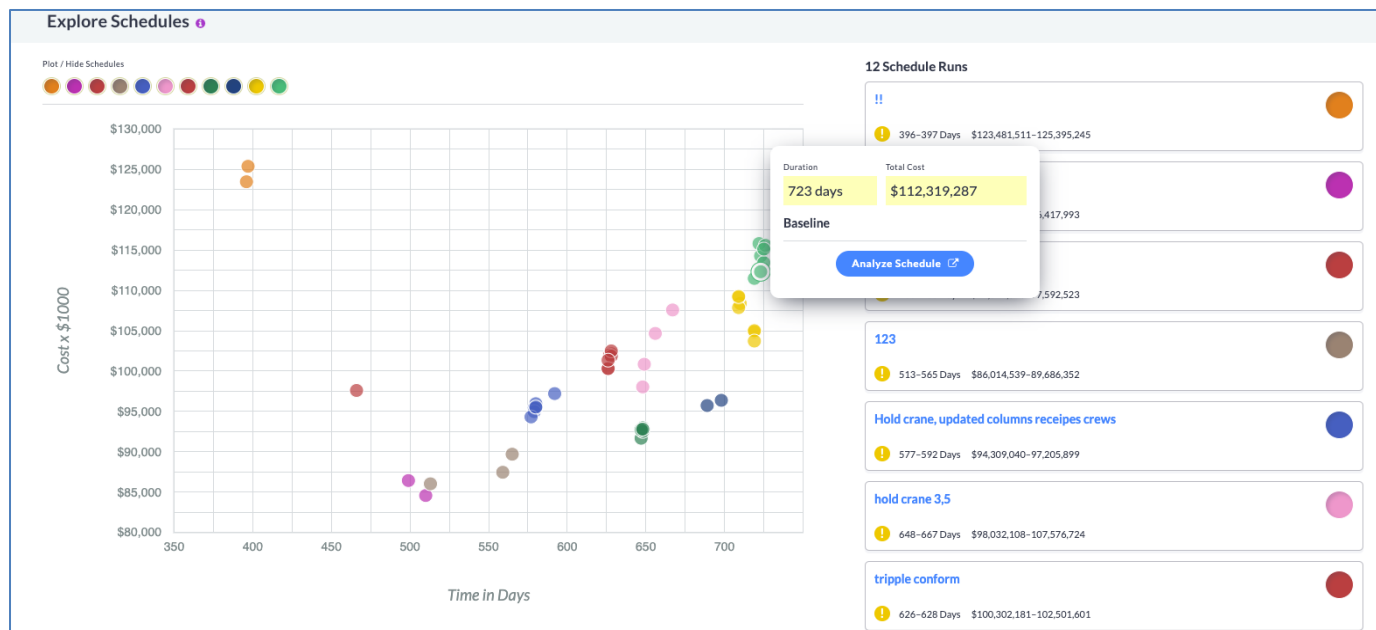 Explore Schedules
Plot / Hide Schedules
12 Schedule Runs
$130,000
$125,000
$120,000
$115,000
$110,000
$105,000
$100,000
$95,000
$90,000
$85,000
$80,000
Cost x $1000
350 400 450 500 550 600 650 700
Time in Days
Duration Total Cost
723 days $112,319,287
Baseline
Analyze Schedule
!!
! 396–397 Days $123,481,511–125,395,245
,417,993
,592,523
123
! 513–565 Days $86,014,539–89,686,352
Hold crane, updated columns receipes crews
! 577–592 Days $94,309,040–97,205,899
hold crane 3,5
! 648–667 Days $98,032,108–107,576,724
tripple conform
! 626–628 Days $100,302,181–102,501,601